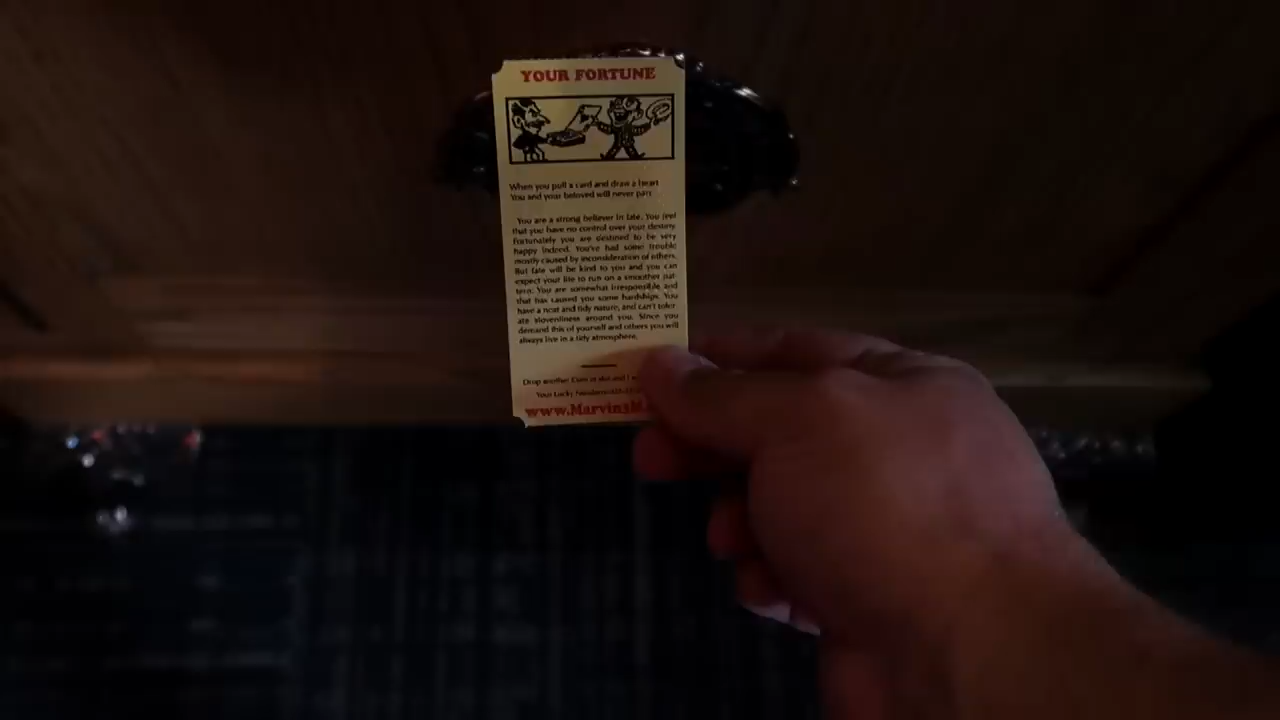 YOUR FORTUNE
When you pull a card and draw a heart
You and your beloved will never part
You are a strong believer in fate. You feel
that you have no control over your destiny
Fortunately you are destined to be very
happy indeed. You've had some trouble
mostly caused by inconsideration of others.
But fate will be kind to you and you can
expect your life to run on a smoother pat-
tern. You are somewhat irresponsible and
that has caused you some hardships. You
have a neat and tidy nature, and can't toler-
ate slovenliness around you. Since you
demand this of yourself and others you will
always live in a tidy atmosphere.
Drop another coin in slot and I
Your Lucky Numbers
www.Marvin3M